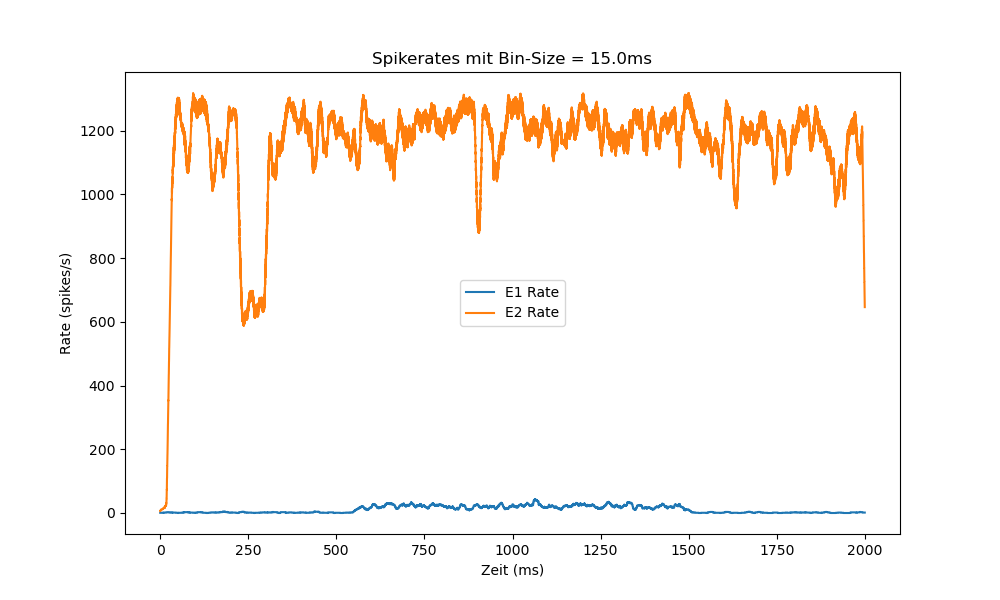 Spikerates mit Bin-Size = 15.0ms
Rate (spikes/s)
1200
1000
800
600
400
200
0
E1 Rate
E2 Rate
0 250 500 750 1000 1250 1500 1750 2000
Zeit (ms)